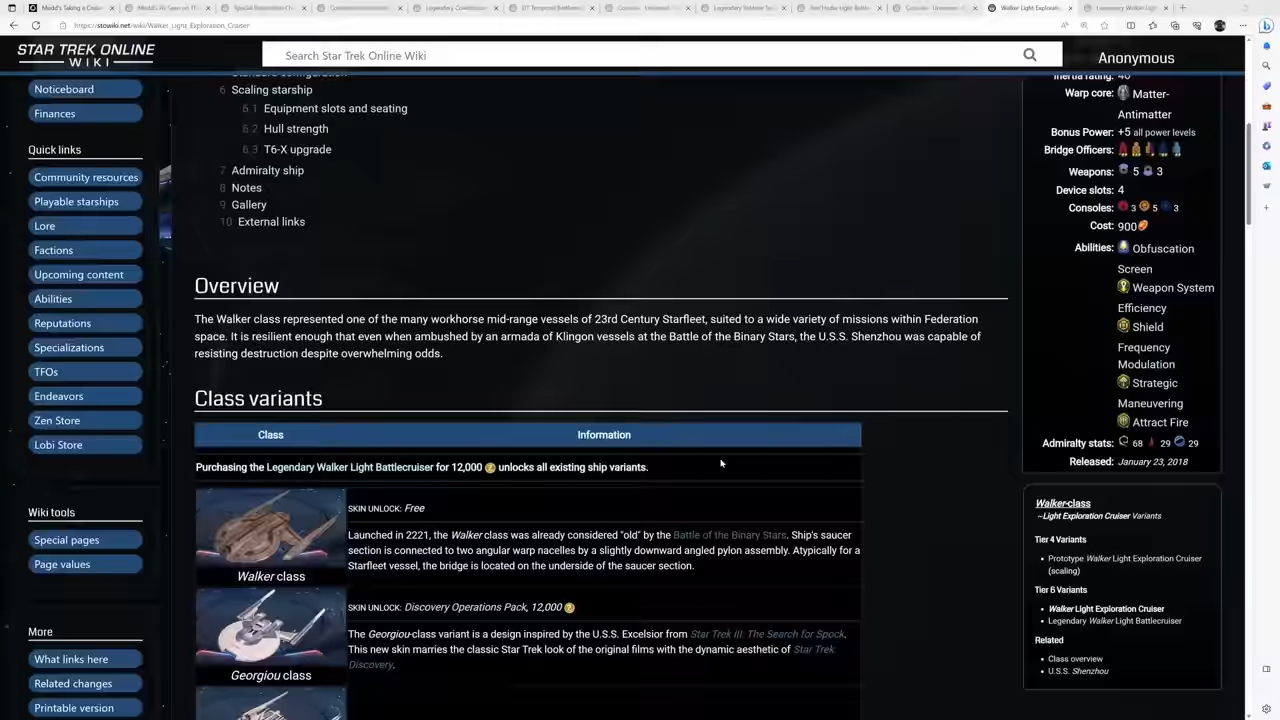 Mudd's Taking a Cruise
Walker Light Explorati
Legendary Walker Ligh
https://stowiki.net/wiki/Walker_Light_Exploration_Cruiser
STAR TREK ONLINE
WIKI
Search Star Trek Online Wiki
Anonymous
Noticeboard
Finances
Quick links
Community resources
Playable starships
Lore
Factions
Upcoming content
Abilities
Reputations
Specializations
TFOs
Endeavors
Zen Store
Lobi Store
Wiki tools
Special pages
Page values
More
What links here
Related changes
Printable version
6 Scaling starship
6.1 Equipment slots and seating
6.2 Hull strength
6.3 T6-X upgrade
7 Admiralty ship
8 Notes
9 Gallery
10 External links
Overview
The Walker class represented one of the many workhorse mid-range vessels of 23rd Century Starfleet, suited to a wide variety of missions within Federation
space. It is resilient enough that even when ambushed by an armada of Klingon vessels at the Battle of the Binary Stars, the U.S.S. Shenzhou was capable of
resisting destruction despite overwhelming odds.
Class variants
Class Information
Purchasing the Legendary Walker Light Battlecruiser for 12,000 unlocks all existing ship variants.
SKIN UNLOCK: Free
Launched in 2221, the Walker class was already considered "old" by the Battle of the Binary Stars. Ship's saucer
section is connected to two angular warp nacelles by a slightly downward angled pylon assembly. Atypically for a
Starfleet vessel, the bridge is located on the underside of the saucer section.
Walker class
SKIN UNLOCK: Discovery Operations Pack, 12,000
The Georgiou-class variant is a design inspired by the U.S.S. Excelsior from Star Trek III: The Search for Spock.
This new skin marries the classic Star Trek look of the original films with the dynamic aesthetic of Star Trek
Discovery.
Georgiou class
Inertia rating: 40
Warp core: Matter-
Antimatter
Bonus Power: +5 all power levels
Bridge Officers:
Weapons: 5 3
Device slots: 4
Consoles: 3 5 3
Cost: 900
Abilities: Obfuscation
Screen
Weapon System
Efficiency
Shield
Frequency
Modulation
Strategic
Maneuvering
Attract Fire
Admiralty stats: 68 29 29
Released: January 23, 2018
Walker-class
~Light Exploration Cruiser Variants
Tier 4 Variants
• Prototype Walker Light Exploration Cruiser
(scaling)
Tier 6 Variants
• Walker Light Exploration Cruiser
• Legendary Walker Light Battlecruiser
Related
• Class overview
• U.S.S. Shenzhou